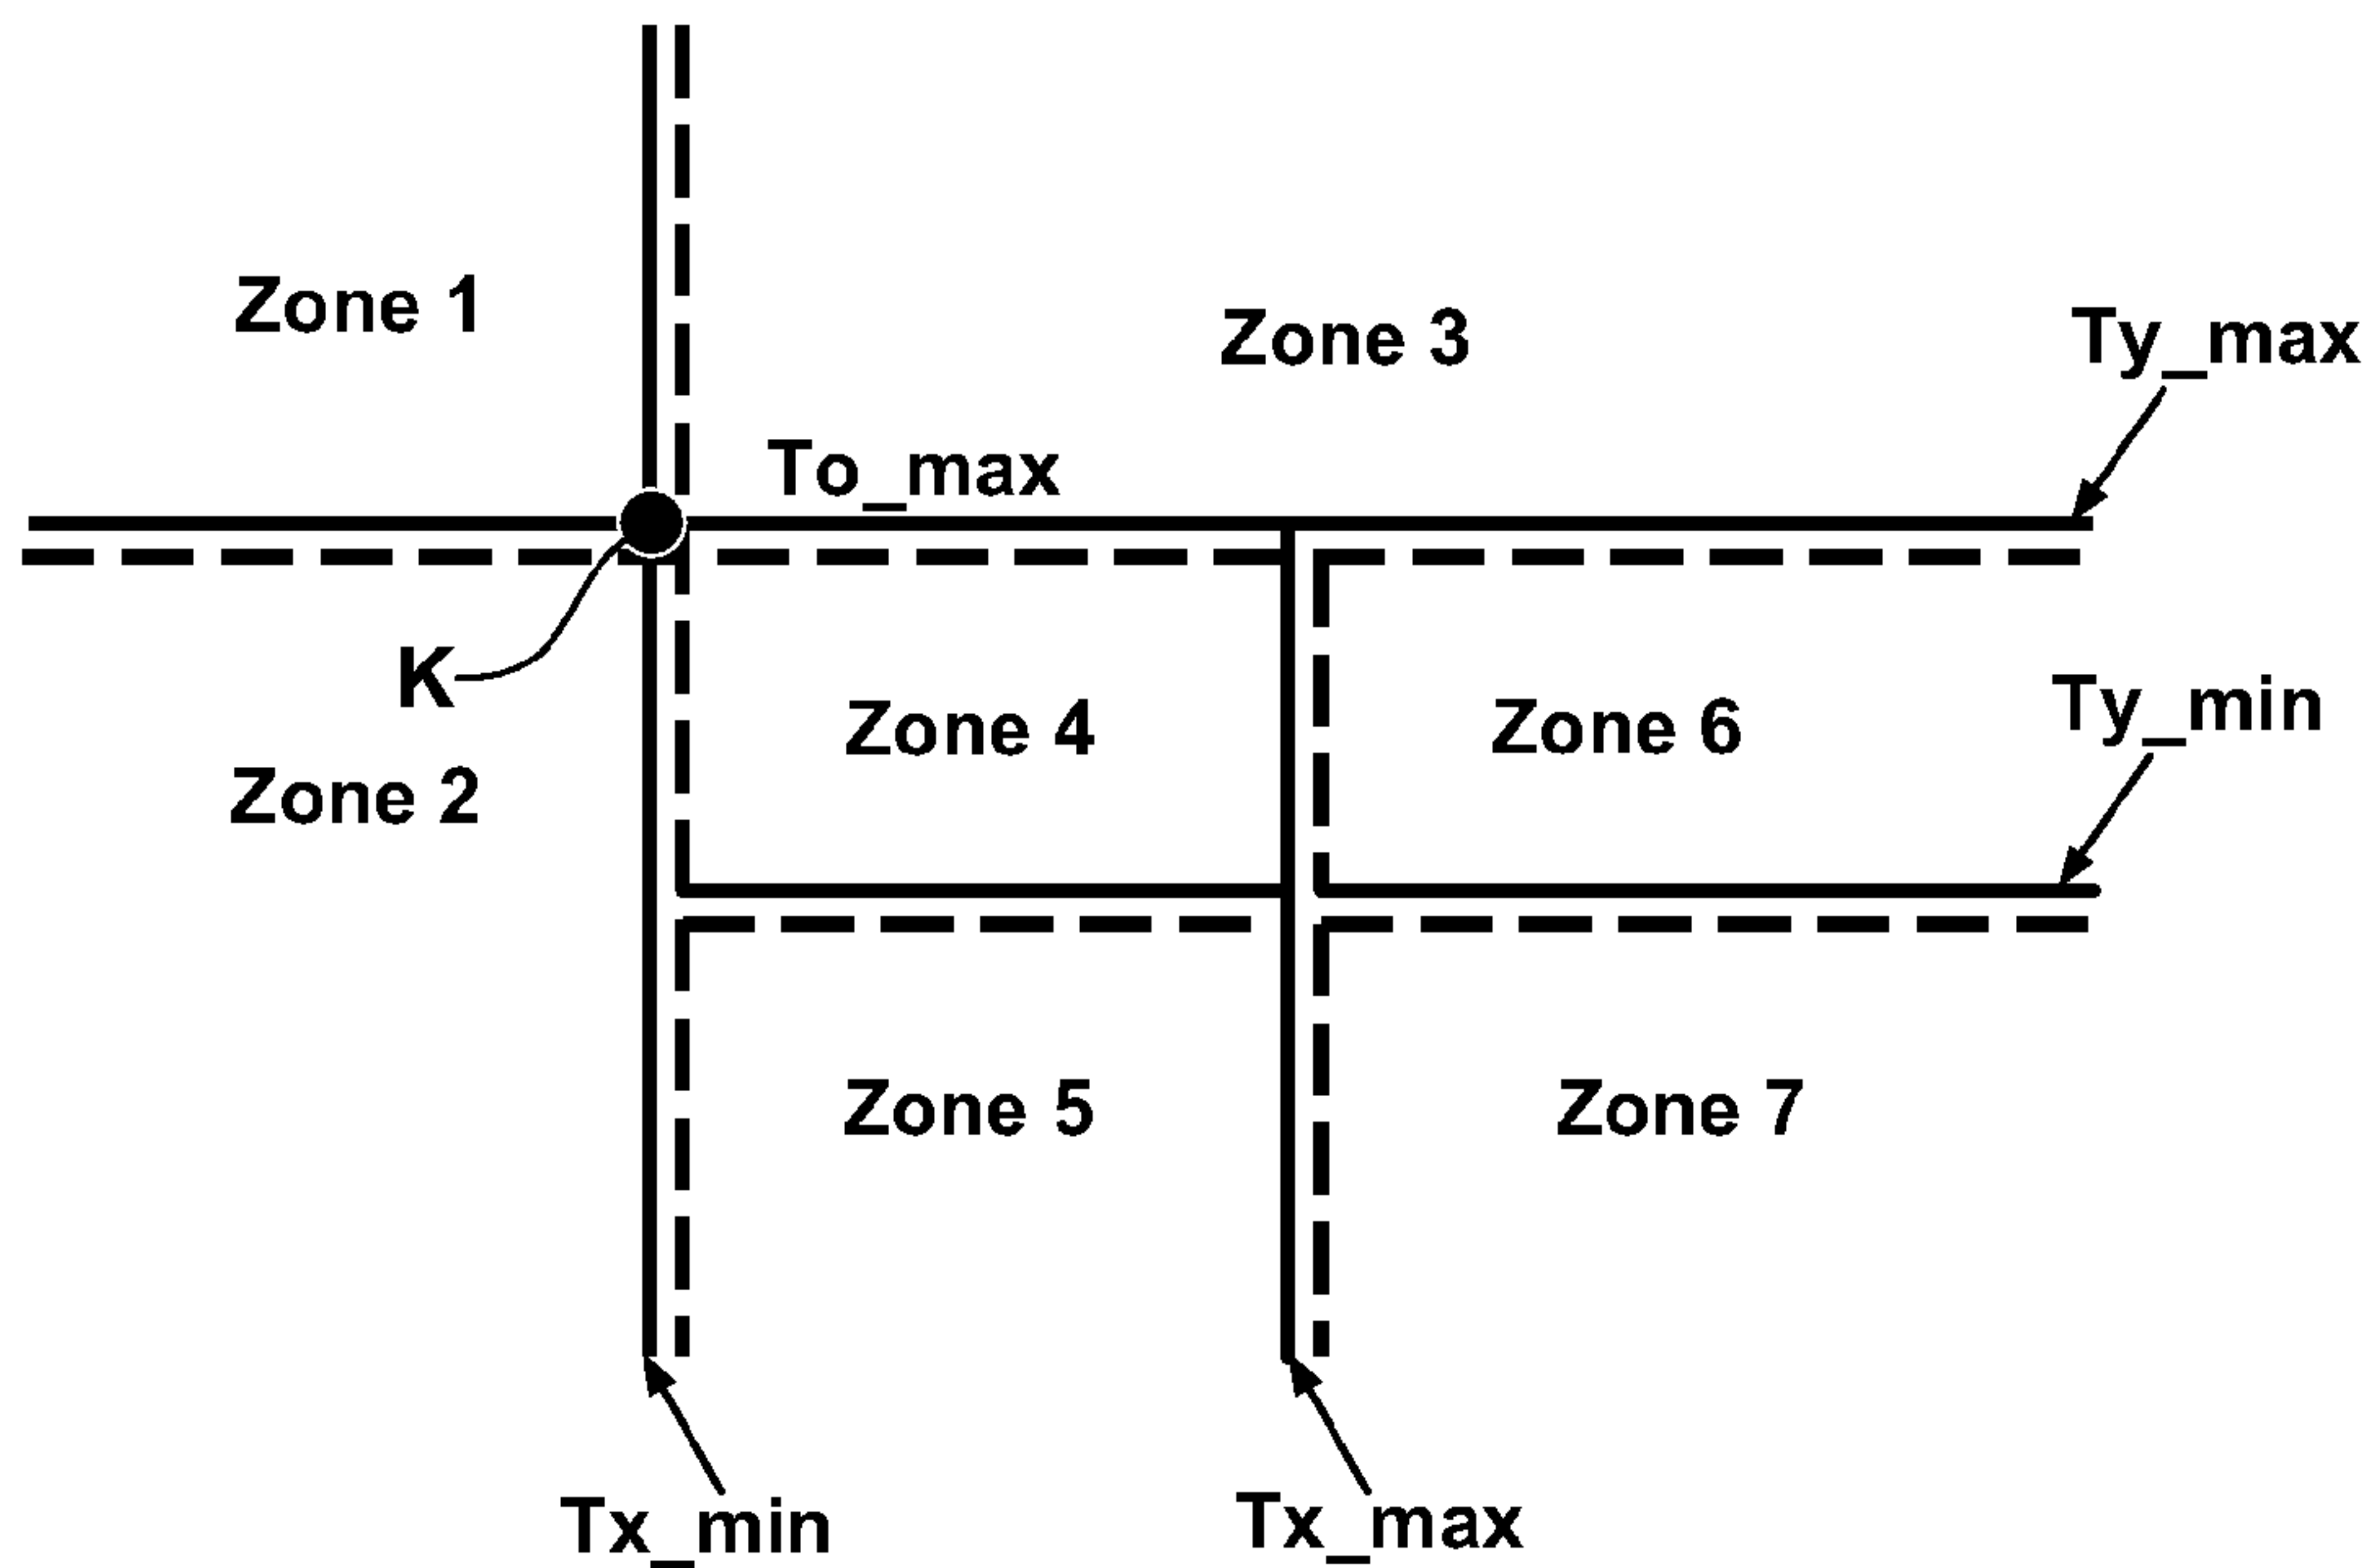 Zone 1
Zone 3
Ty_max
To_max
K
Zone 4
Zone 6
Ty_min
Zone 2
Zone 5
Zone 7
Tx_min
Tx_max